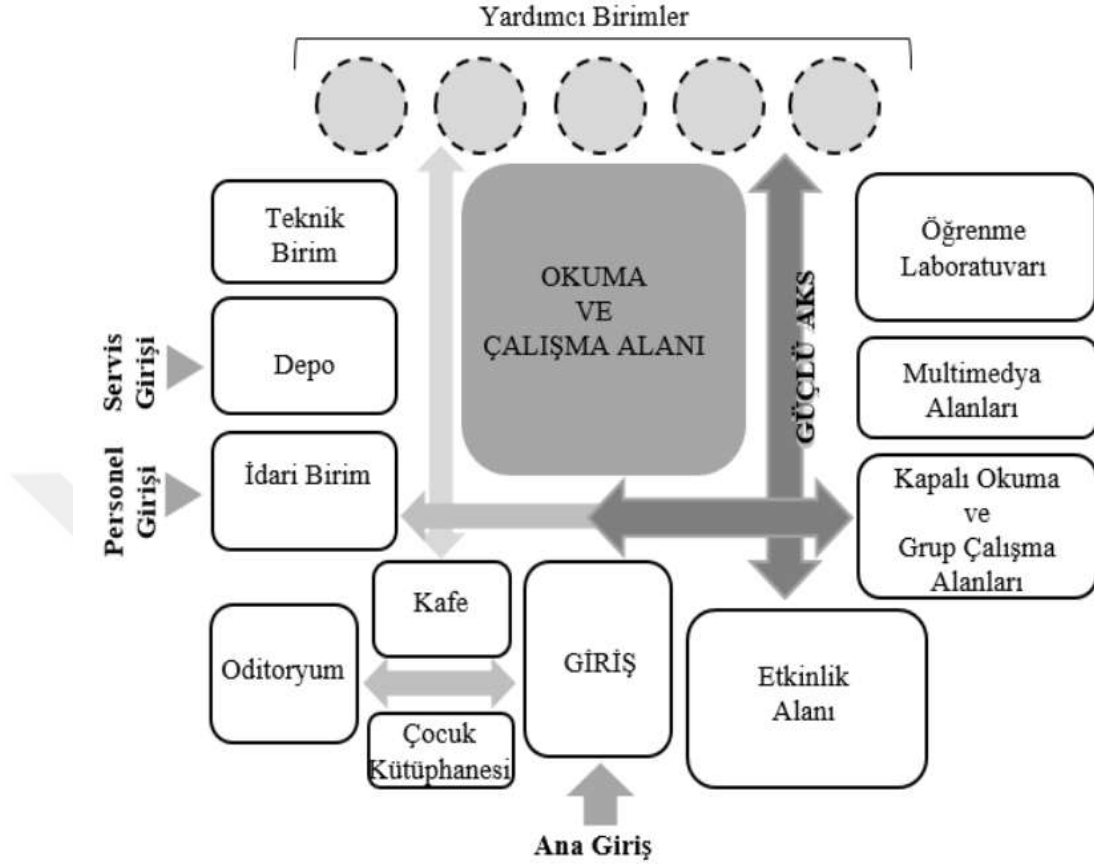 Yardımcı Birimler
Teknik
Birim
OKUMA
VE
ÇALIŞMA ALANI
GÜÇLÜ AKS
Öğrenme
Laboratuvarı
Servis
Girişi
Depo
Multimedya
Alanları
Personel
Girişi
İdari Birim
Kapalı Okuma
ve
Grup Çalışma
Alanları
Kafe
Oditoryum
GİRİŞ
Etkinlik
Alanı
Çocuk
Kütüphanesi
Ana Giriş